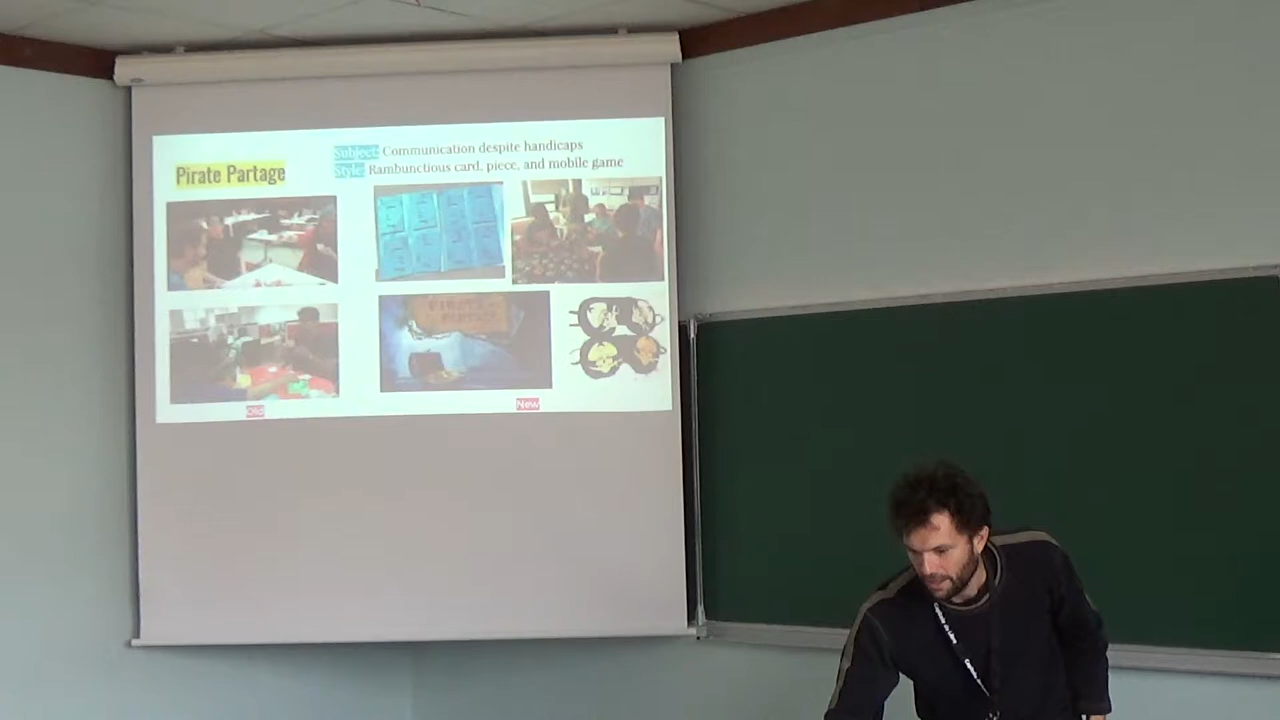 Subject: Communication despite handicaps
Style: Rambunctious card, piece, and mobile game
Pirate Partage
Old
New